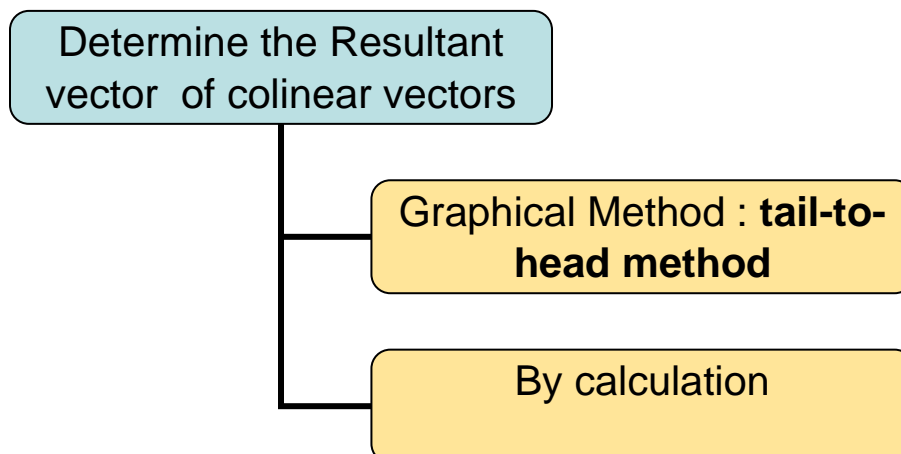 Determine the Resultant
vector of colinear vectors
Graphical Method : tail-to-
head method
By calculation